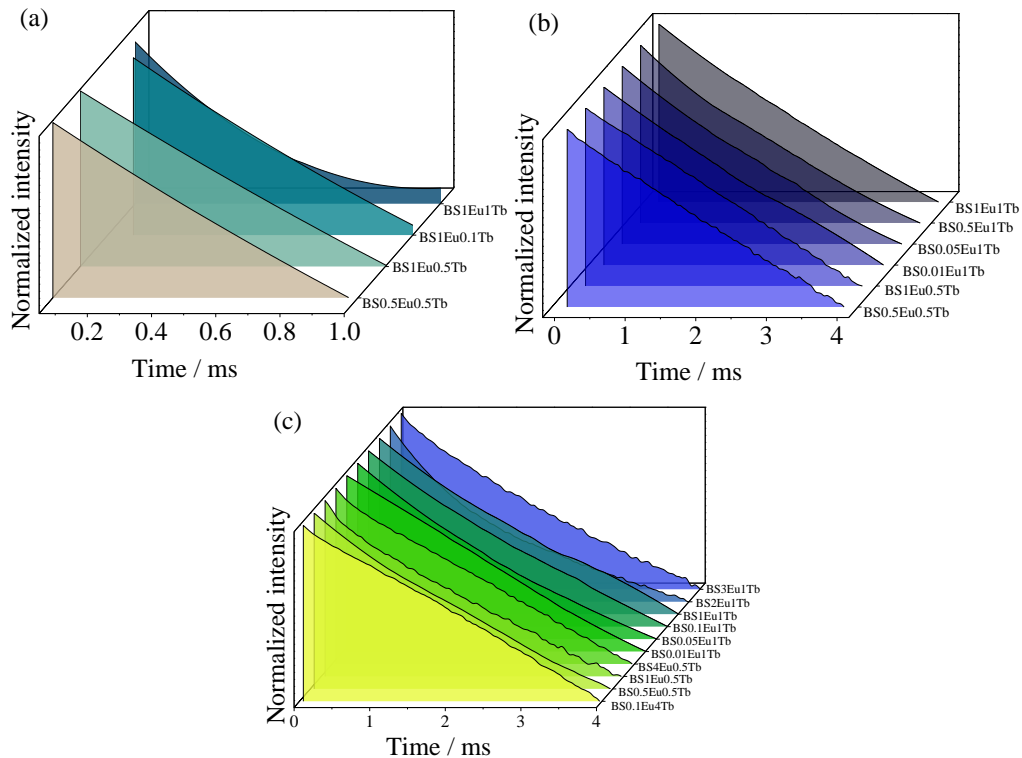 (a)
Normalized intensity
BS1Eu1Tb
BS1Eu0.1Tb
BS1Eu0.5Tb
BS0.5Eu0.5Tb
0.2 0.4 0.6 0.8 1.0
Time / ms
(b)
Normalized intensity
BS1Eu1Tb
BS0.5Eu1Tb
BS0.05Eu1Tb
BS0.01Eu1Tb
BS1Eu0.5Tb
BS0.5Eu0.5Tb
0 1 2 3 4
Time / ms
(c)
Normalized intensity
BS3Eu1Tb
BS2Eu1Tb
BS1Eu1Tb
BS0.1Eu1Tb
BS0.05Eu1Tb
BS0.01Eu1Tb
BS4Eu0.5Tb
BS1Eu0.5Tb
BS0.5Eu0.5Tb
BS0.1Eu4Tb
0 1 2 3 4
Time / ms